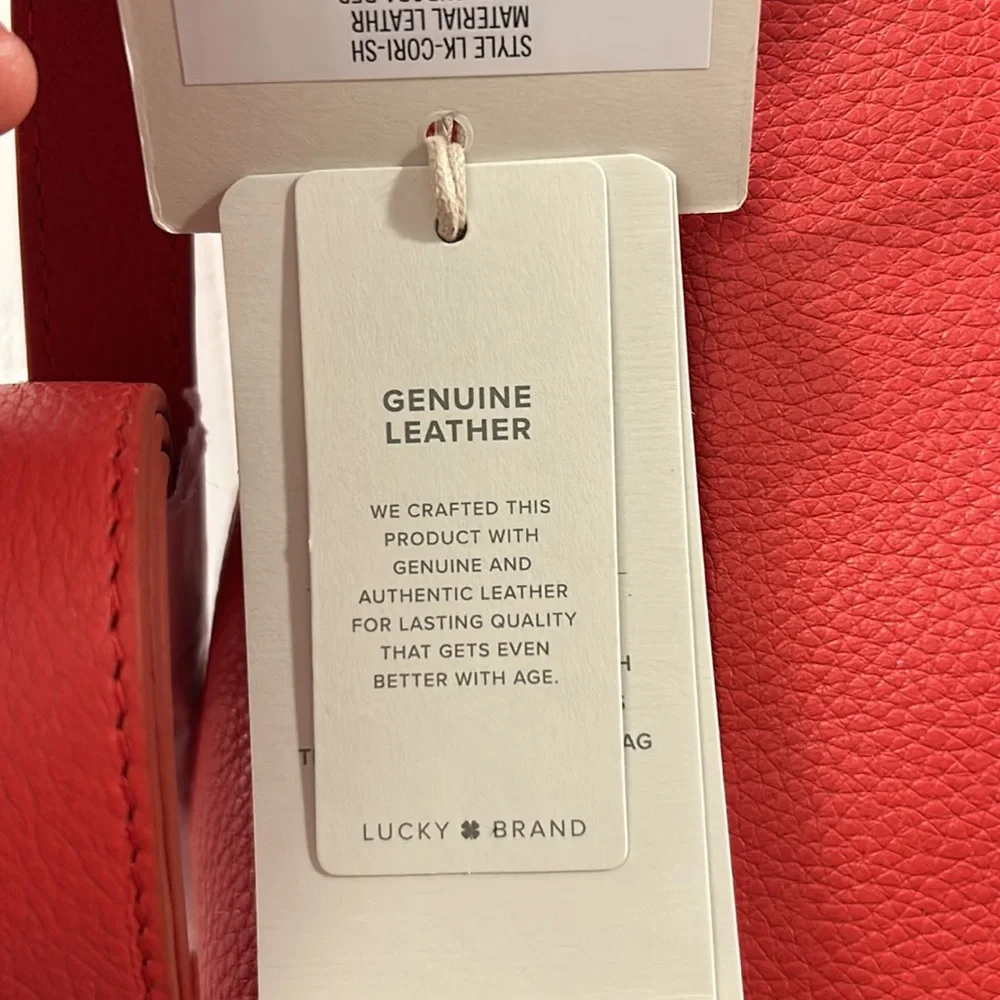 STYLE LK-CORI-SH
MATERIAL LEATHR
GENUINE
LEATHER
WE CRAFTED THIS
PRODUCT WITH
GENUINE AND
AUTHENTIC LEATHER
FOR LASTING QUALITY
THAT GETS EVEN
BETTER WITH AGE.
LUCKY BRAND